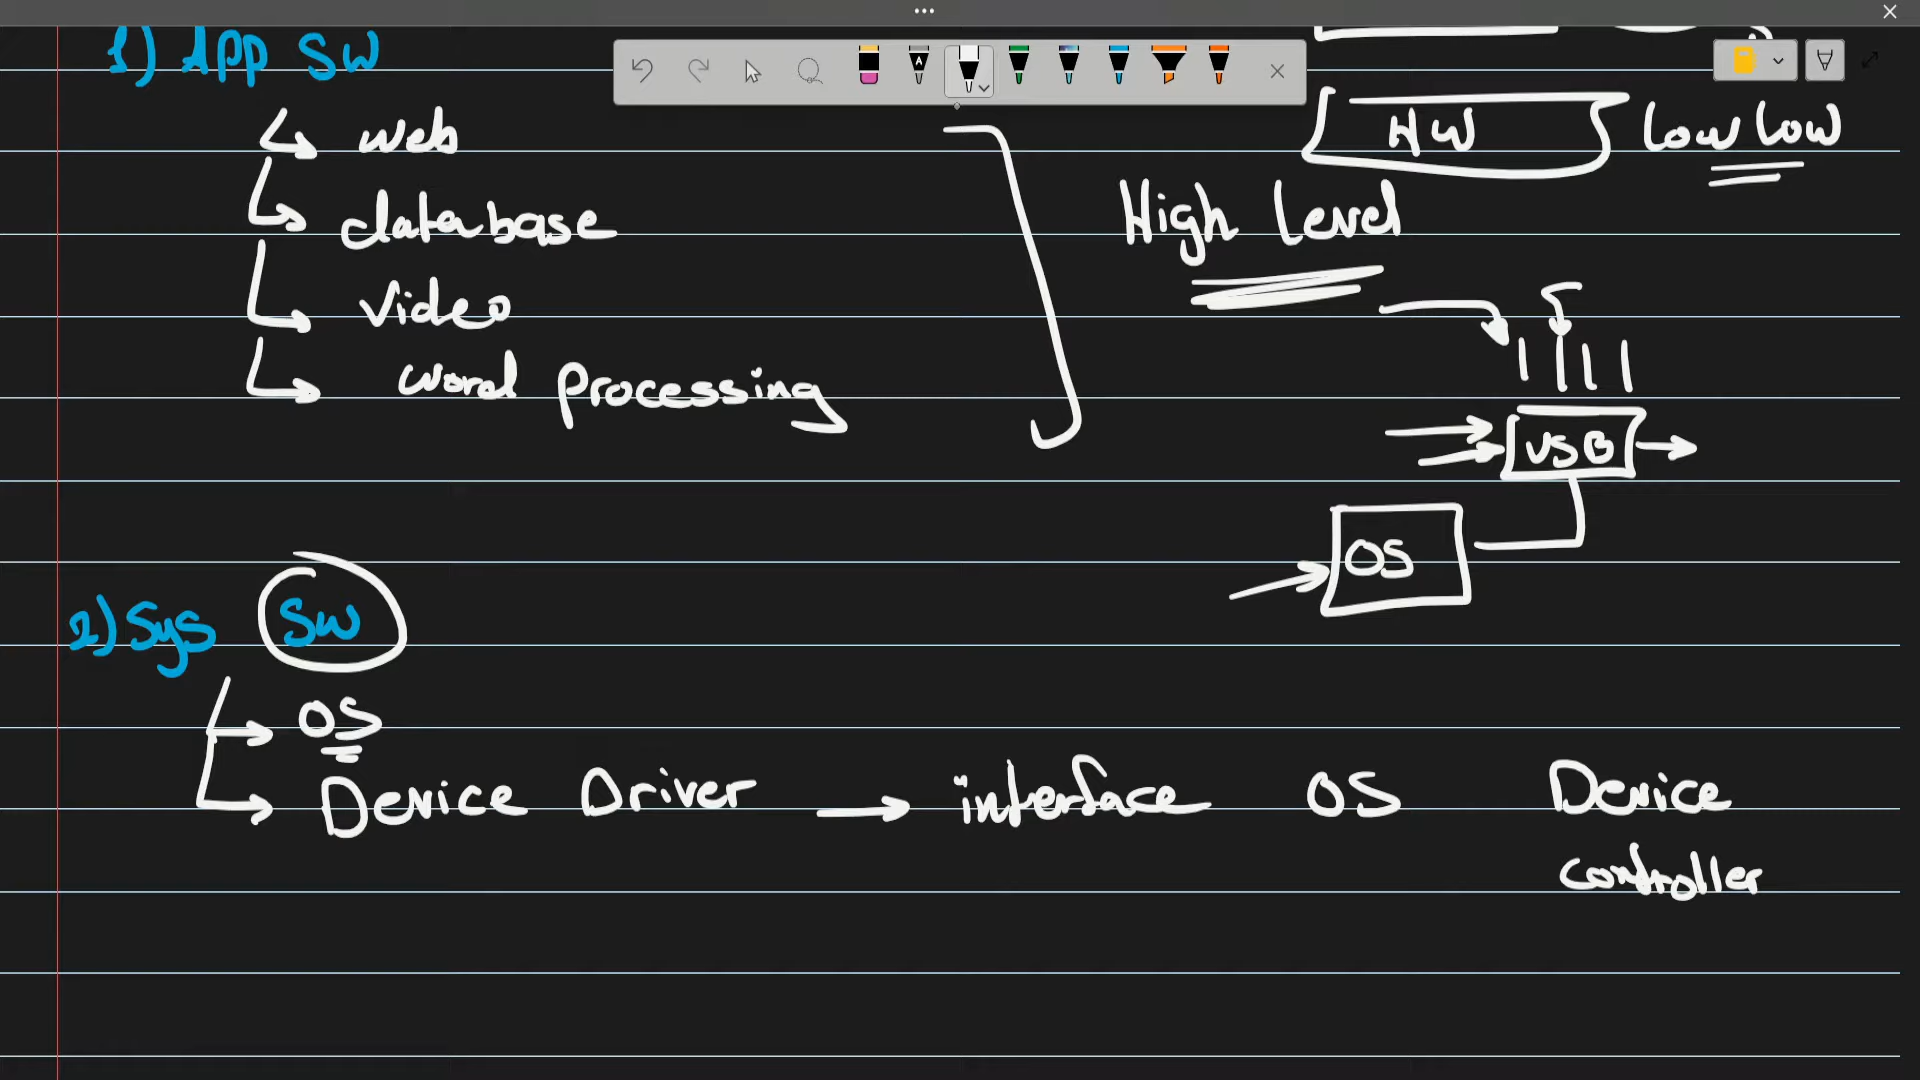 1) App SW
HW
Low Low
web
High Level
database
video
word processing
USB
OS
2) Sys SW
OS
Device Driver → interface OS Device
controller